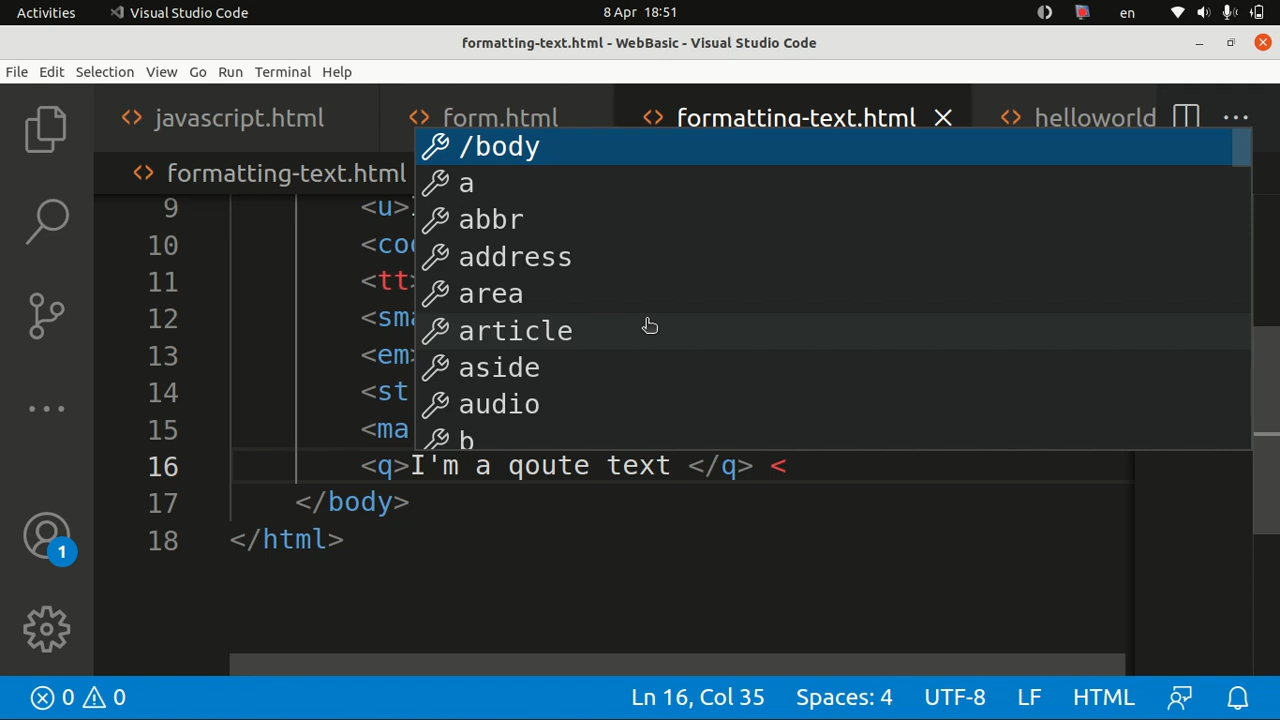 Activities Visual Studio Code 8 Apr 18:51 en
formatting-text.html - WebBasic - Visual Studio Code
File Edit Selection View Go Run Terminal Help
javascript.html form.html formatting-text.html helloworld ...
formatting-text.html
/body
a
abbr
address
area
article
aside
audio
b
9 <u>
10 <co
11 <tt>
12 <sm
13 <em>
14 <st
15 <ma
16 <q>I'm a qoute text </q> <
17 </body>
18 </html>
1
0 0 Ln 16, Col 35 Spaces: 4 UTF-8 LF HTML